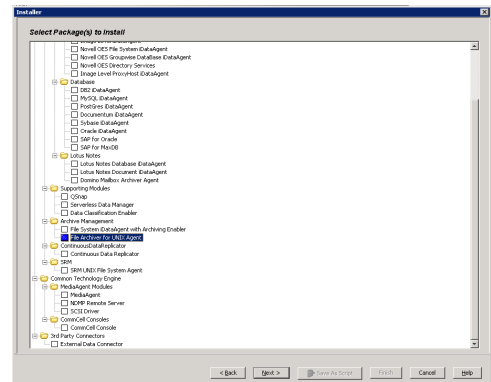 Installer
Select Package(s) to Install
Novell OES File System iDataAgent
Novell OES Groupwise DataBase iDataAgent
Novell OES Directory Services
Image Level ProxyHost iDataAgent
Database
DB2 iDataAgent
MySQL iDataAgent
PostGres iDataAgent
Documentum iDataAgent
Sybase iDataAgent
Oracle iDataAgent
SAP for Oracle
SAP for MaxDB
Lotus Notes
Lotus Notes Database iDataAgent
Lotus Notes Document iDataAgent
Domino Mailbox Archiver Agent
Supporting Modules
QSnap
Serverless Data Manager
Data Classification Enabler
Archive Management
File System iDataAgent with Archiving Enabler
File Archiver for UNIX Agent
ContinuousDataReplicator
Continuous Data Replicator
SRM
SRM UNIX File System Agent
Common Technology Engine
MediaAgent Modules
MediaAgent
NDMP Remote Server
SCSI Driver
CommCell Consoles
CommCell Console
3rd Party Connectors
External Data Connector
< Back Next > Save As Script Finish Cancel Help